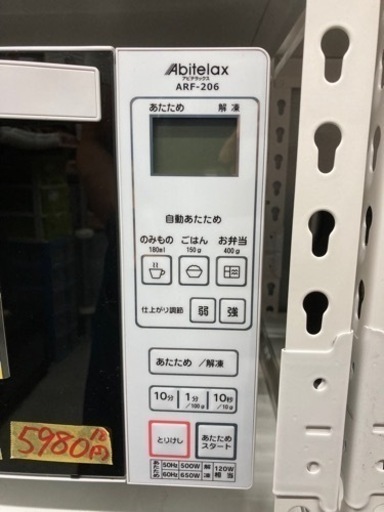 Abitelax
アビテラックス
ARF-206
あたため 解凍
自動あたため
のみもの ごはん お弁当
180ml 150g 400g
仕上がり調節 弱 強
あたため / 解凍
10分 1分 10秒
/100g /10g
とりけし あたため
スタート
あたため 50Hz 500W 解凍 120W
60Hz 650W 相当
5980円